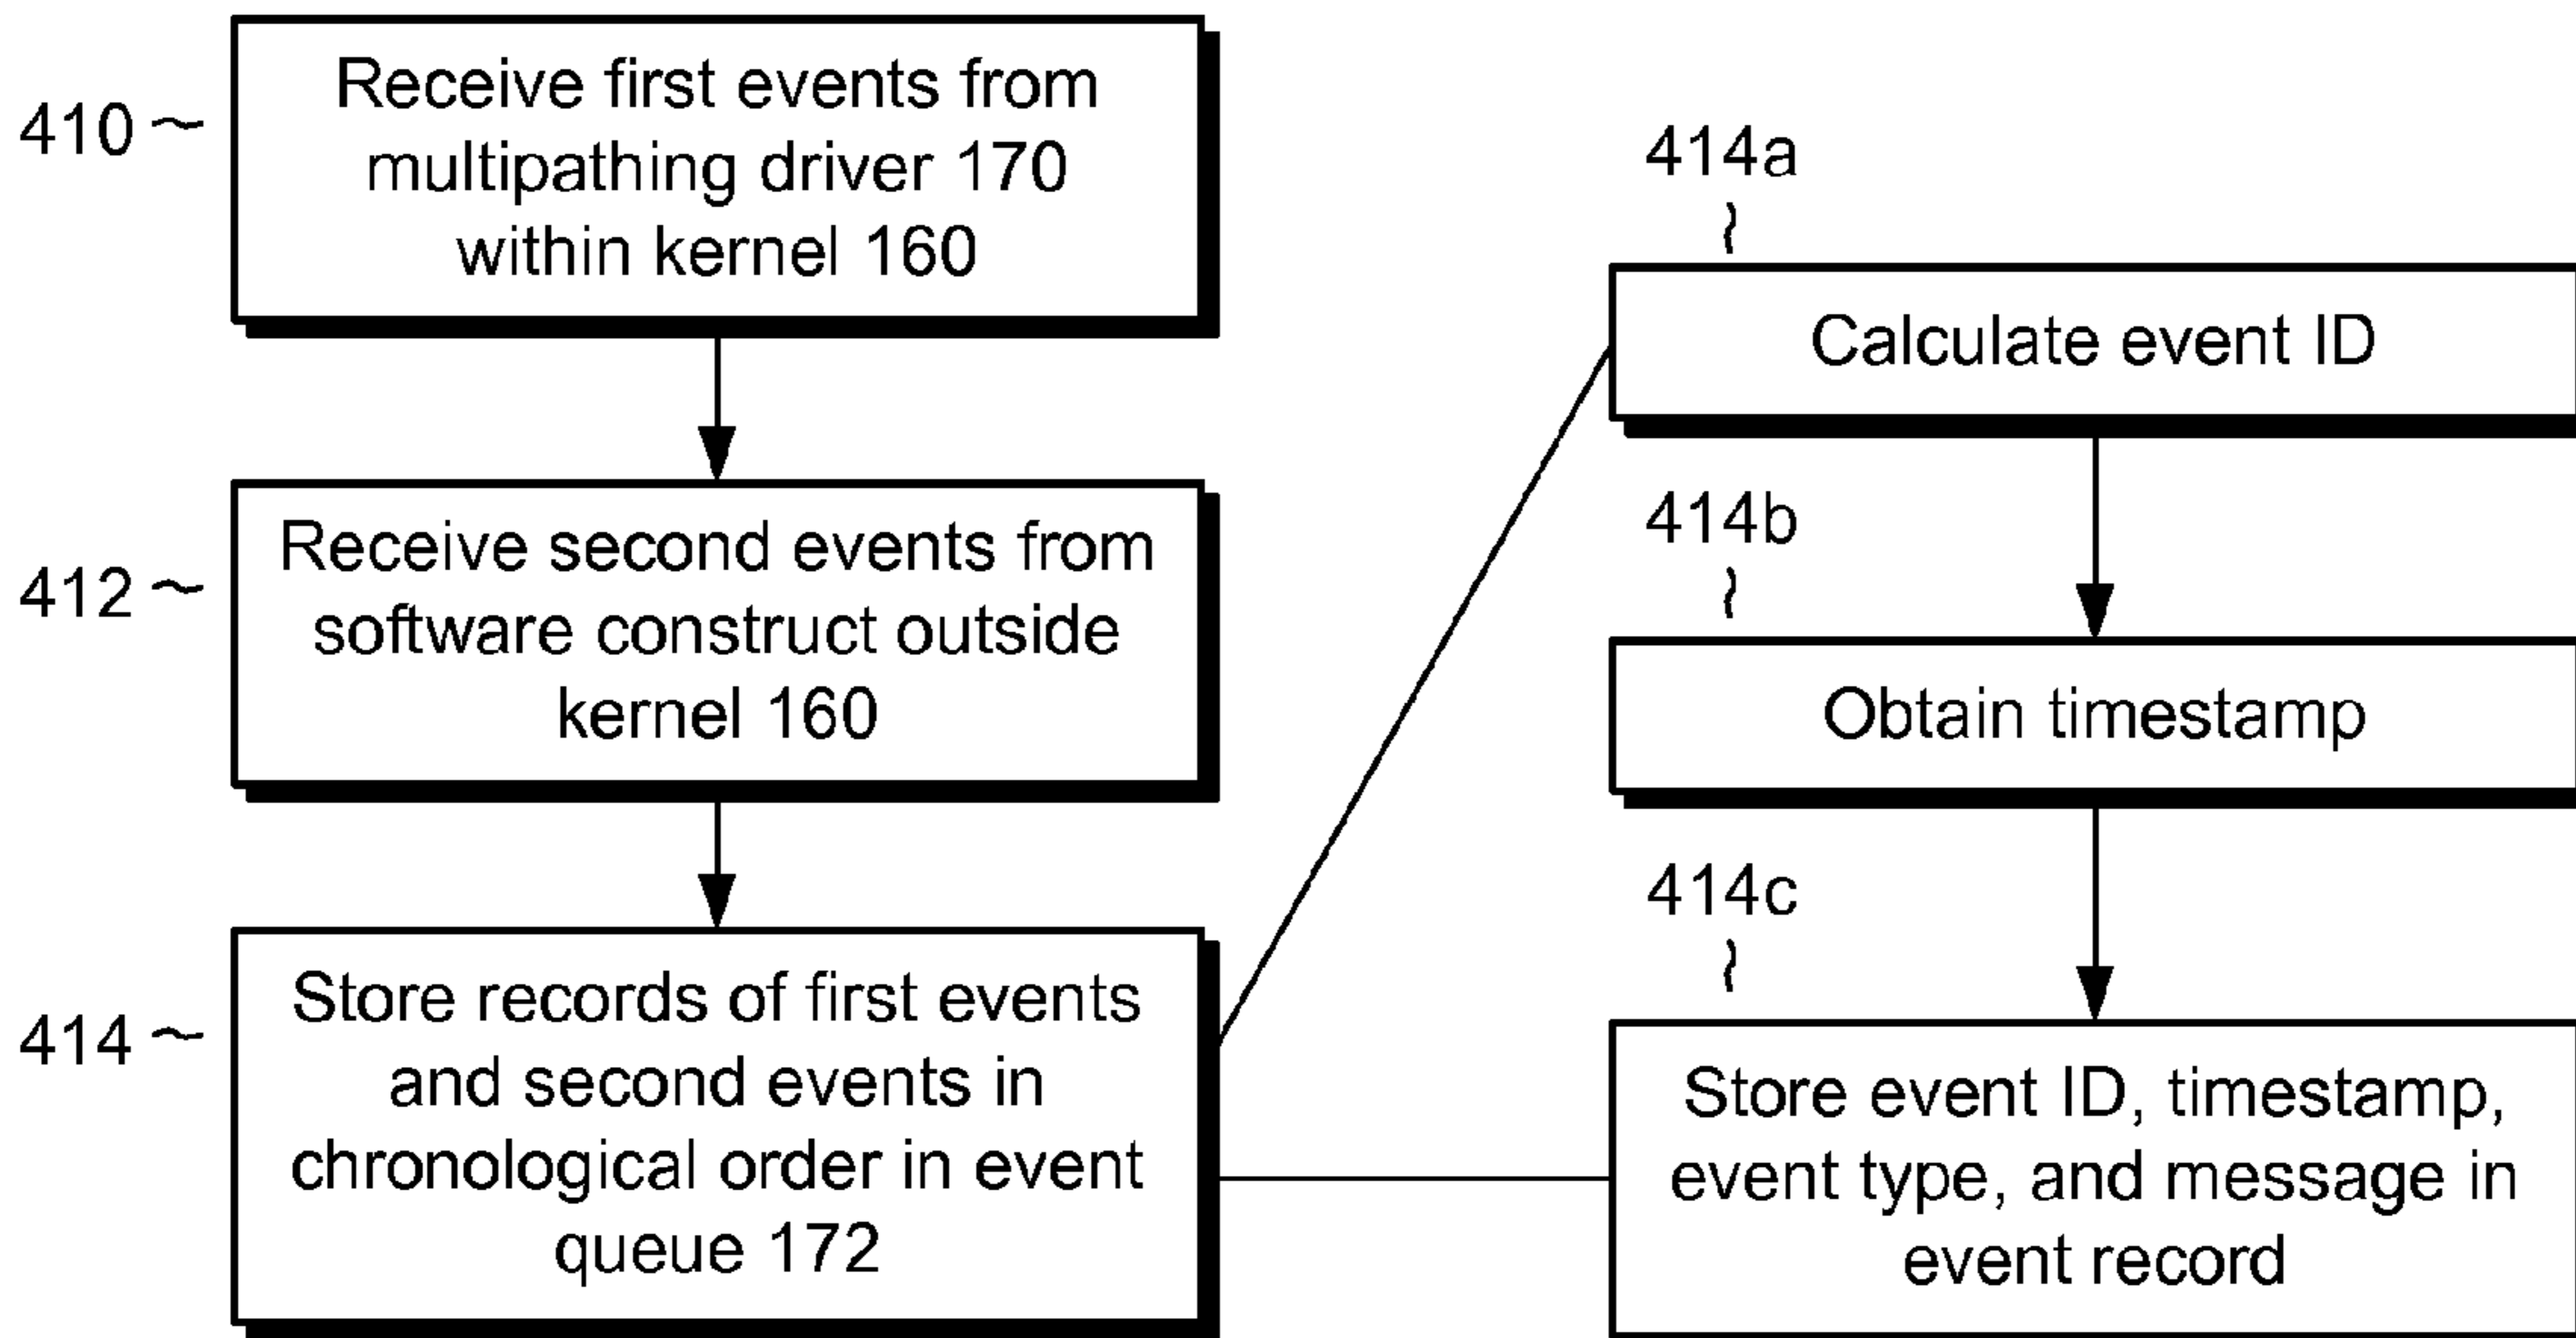 410 ~
Receive first events from
multipathing driver 170
within kernel 160
412 ~
Receive second events from
software construct outside
kernel 160
414 ~
Store records of first events
and second events in
chronological order in event
queue 172
414a
Calculate event ID
414b
Obtain timestamp
414c
Store event ID, timestamp,
event type, and message in
event record